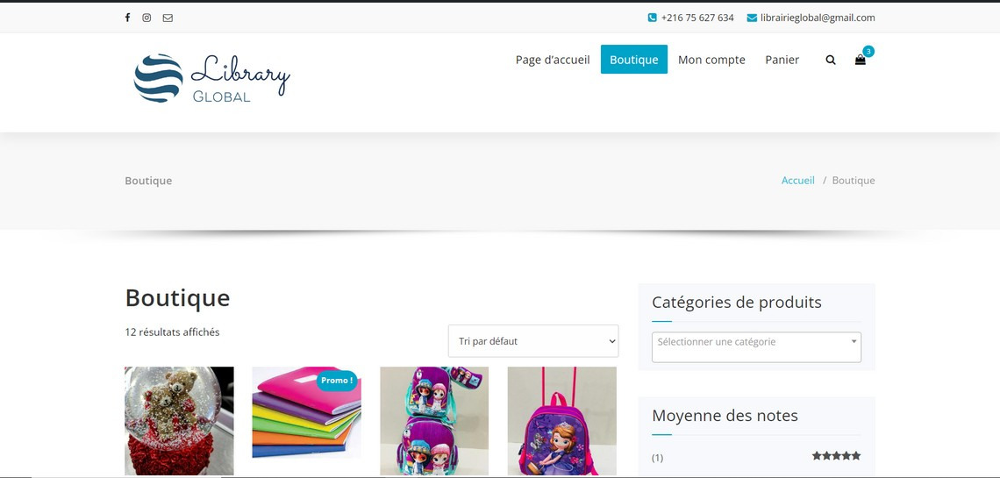 +216 75 627 634 librairieglobal@gmail.com
Library
GLOBAL
Page d'accueil Boutique Mon compte Panier 3
Boutique
Accueil / Boutique
Boutique
12 résultats affichés
Tri par défaut
Promo !
Catégories de produits
Sélectionner une catégorie
Moyenne des notes
(1)